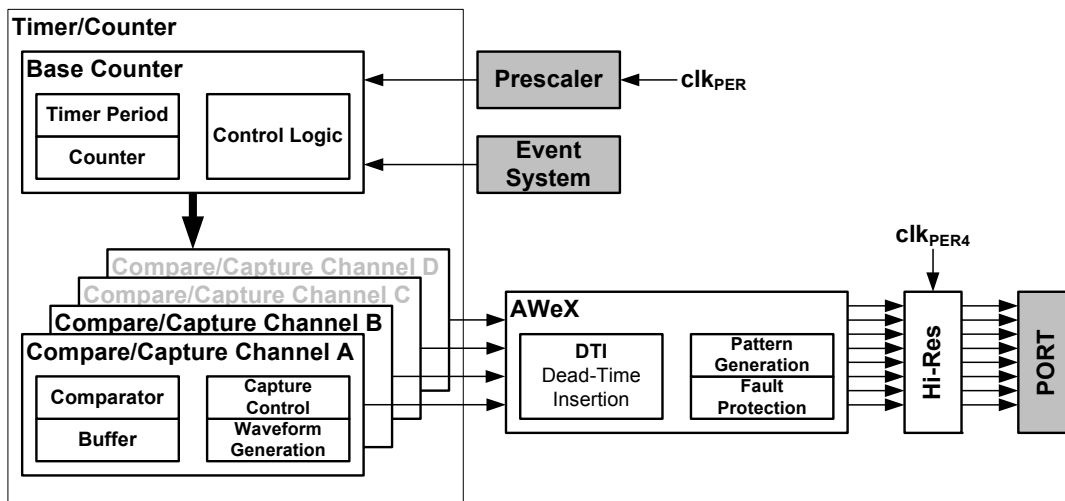 Timer/Counter
Base Counter
Timer Period
Counter
Control Logic
Prescaler
clkPER
Event
System
Compare/Capture Channel D
Compare/Capture Channel C
Compare/Capture Channel B
Compare/Capture Channel A
Comparator
Buffer
Capture
Control
Waveform
Generation
AWeX
DTI
Dead-Time
Insertion
Pattern
Generation
Fault
Protection
clkPER4
Hi-Res
PORT